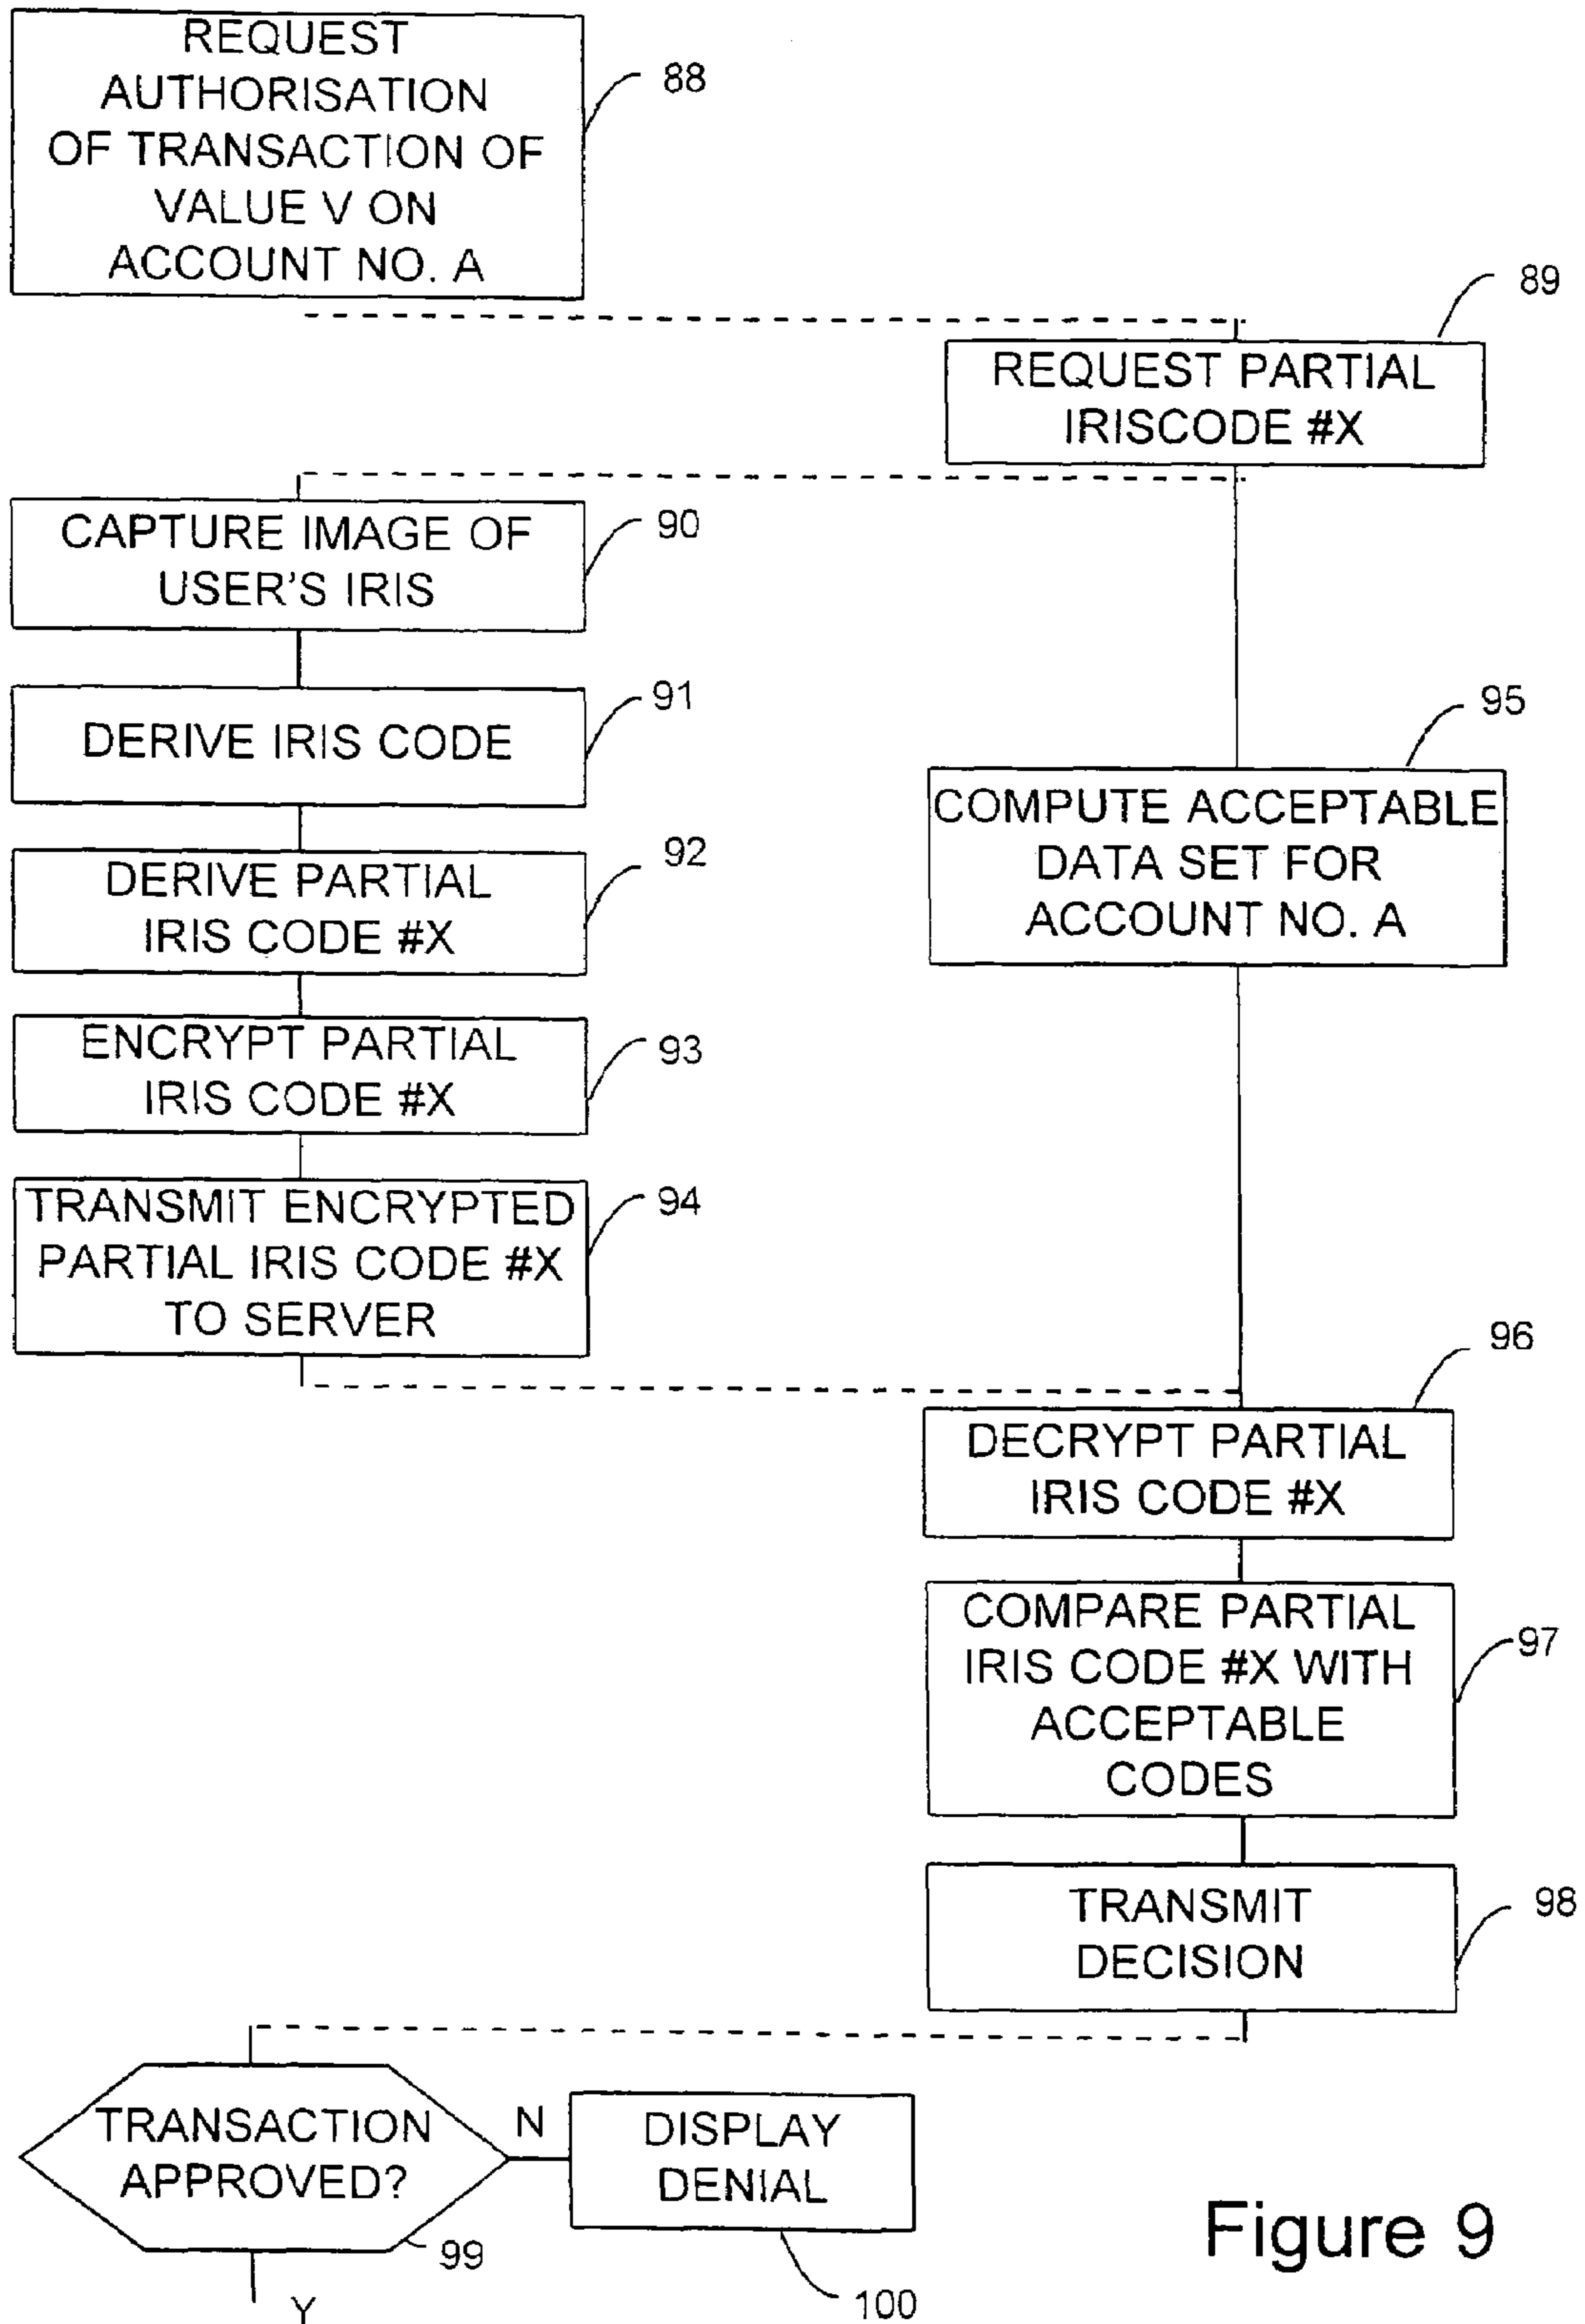 REQUEST
AUTHORISATION
OF TRANSACTION OF
VALUE V ON
ACCOUNT NO. A
88
89
REQUEST PARTIAL
IRISCODE #X
CAPTURE IMAGE OF
USER'S IRIS
90
DERIVE IRIS CODE
91
95
COMPUTE ACCEPTABLE
DATA SET FOR
ACCOUNT NO. A
DERIVE PARTIAL
IRIS CODE #X
92
ENCRYPT PARTIAL
IRIS CODE #X
93
TRANSMIT ENCRYPTED
PARTIAL IRIS CODE #X
TO SERVER
94
96
DECRYPT PARTIAL
IRIS CODE #X
COMPARE PARTIAL
IRIS CODE #X WITH
ACCEPTABLE
CODES
97
TRANSMIT
DECISION
98
TRANSACTION
APPROVED?
99
N
DISPLAY
DENIAL
100
Y
Figure 9